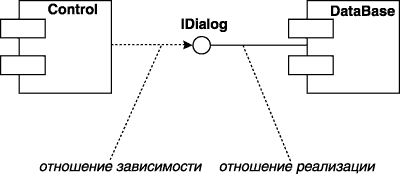 Control
IDialog
DataBase
отношение зависимости
отношение реализации